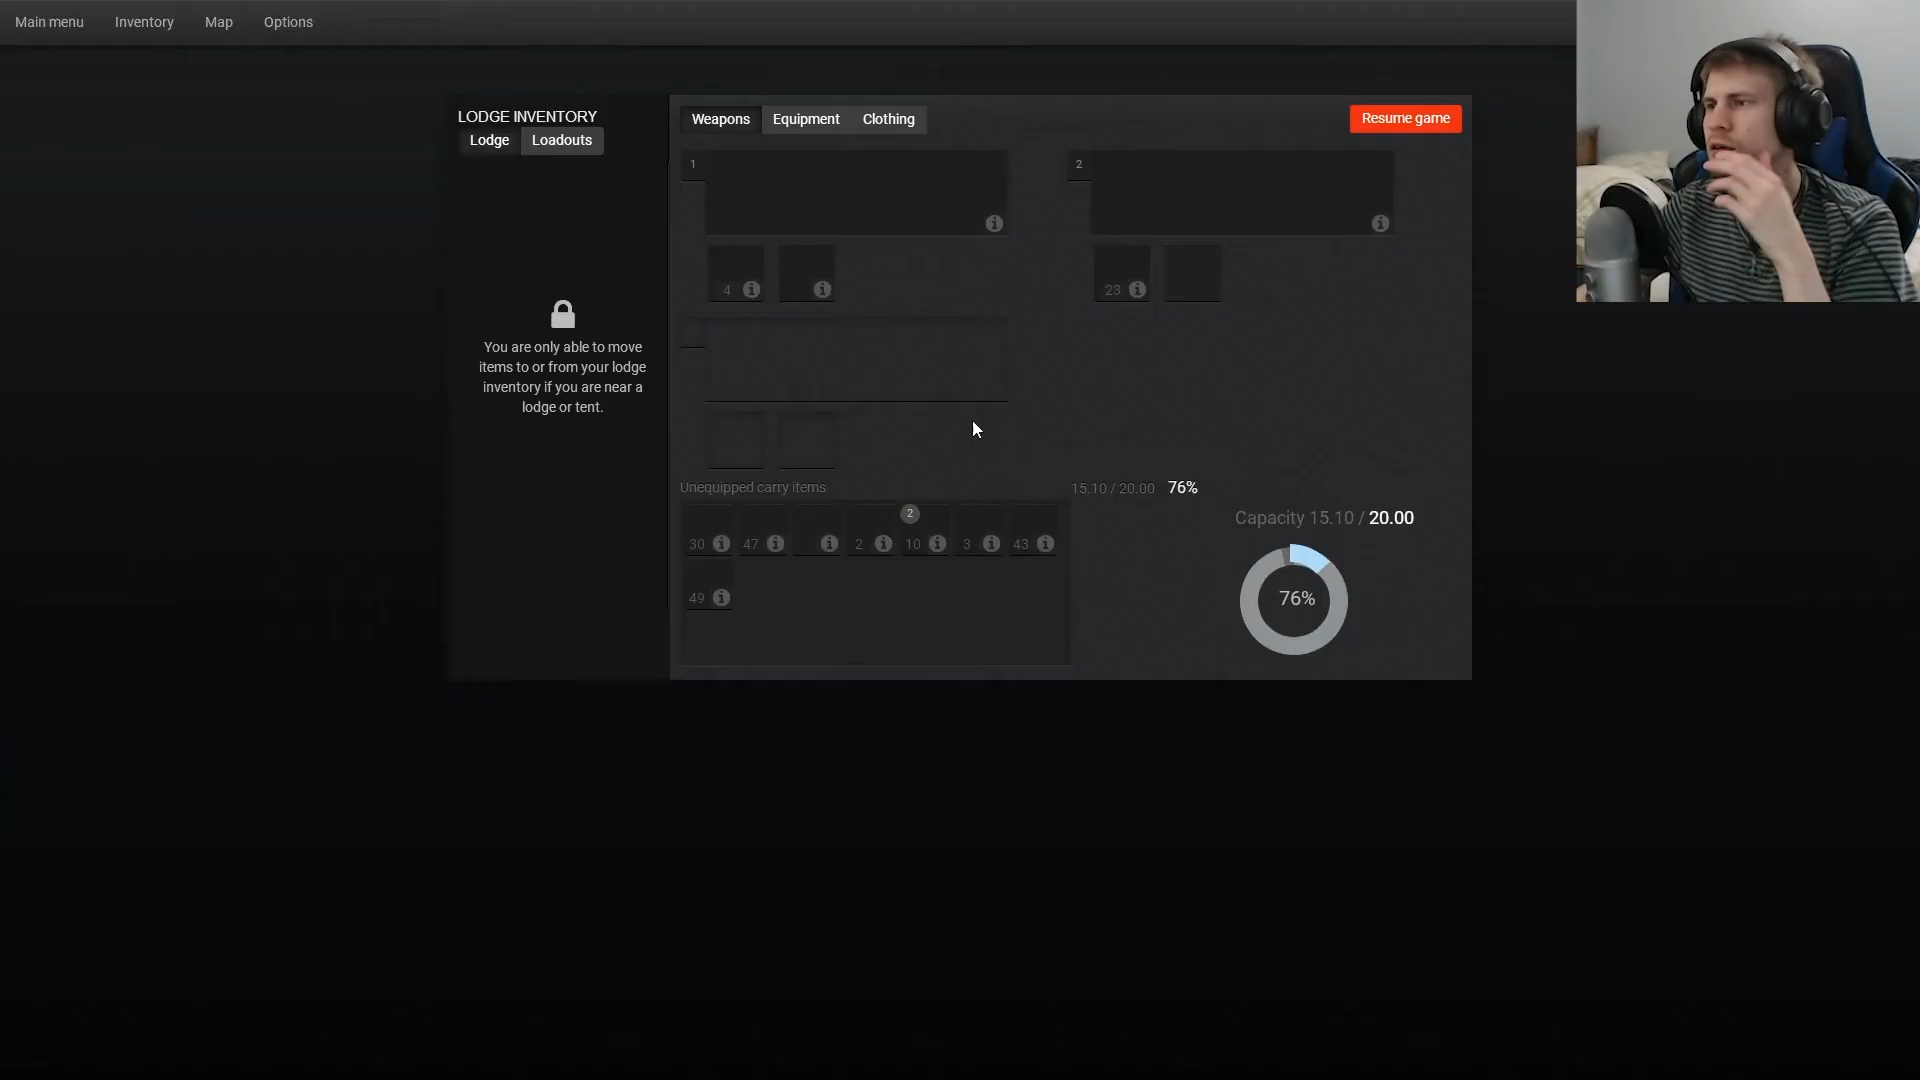 Main menu Inventory Map Options
LODGE INVENTORY
Lodge Loadouts
You are only able to move
items to or from your lodge
inventory if you are near a
lodge or tent.
Weapons Equipment Clothing
Resume game
1
2
4
23
Unequipped carry items
15.10 / 20.00 76%
2
30 47 2 10 3 43
49
Capacity 15.10 / 20.00
76%